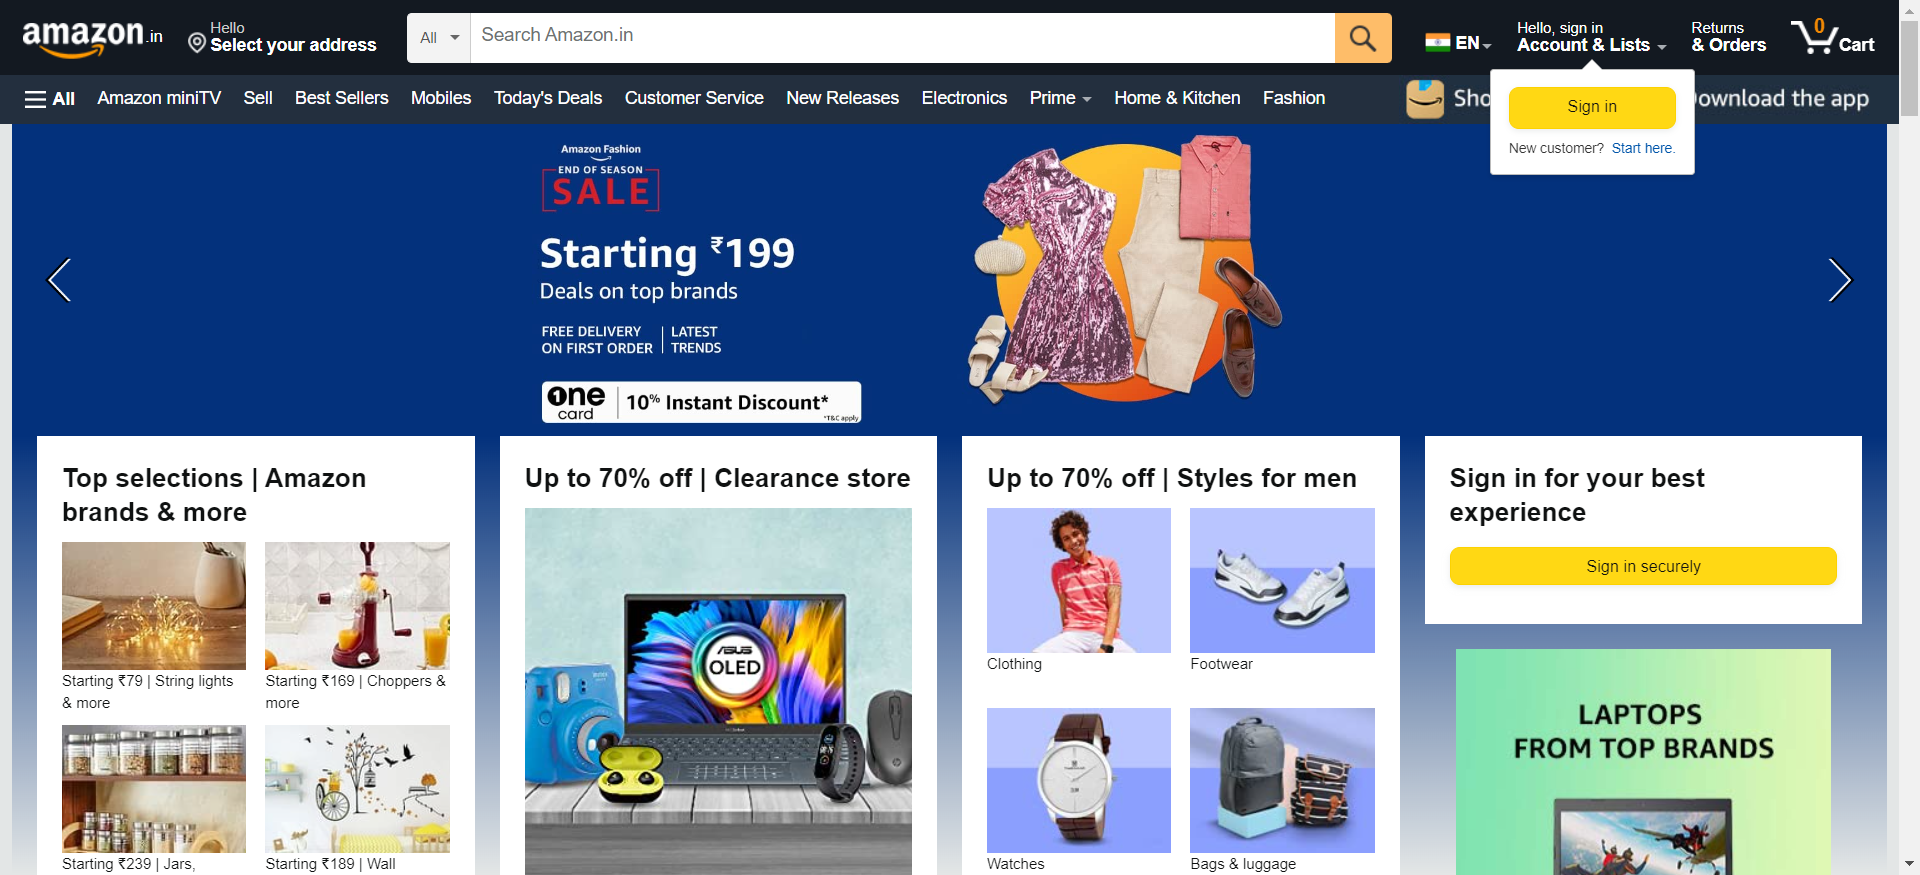 amazon.in
Hello
Select your address
All
Search Amazon.in
EN
Hello, sign in
Account & Lists
Returns
& Orders
0
Cart
All
Amazon miniTV
Sell
Best Sellers
Mobiles
Today's Deals
Customer Service
New Releases
Electronics
Prime
Home & Kitchen
Fashion
Sho
ownload the app
Sign in
New customer? Start here.
Amazon Fashion
END OF SEASON
SALE
Starting ₹199
Deals on top brands
FREE DELIVERY
ON FIRST ORDER
LATEST
TRENDS
one
card
10% Instant Discount*
*T&C apply
Top selections | Amazon
brands & more
Starting ₹79 | String lights
& more
Starting ₹169 | Choppers &
more
Starting ₹239 | Jars,
Starting ₹189 | Wall
Up to 70% off | Clearance store
ASUS
OLED
hp
Up to 70% off | Styles for men
Clothing
Footwear
Watches
Bags & luggage
Sign in for your best
experience
Sign in securely
LAPTOPS
FROM TOP BRANDS